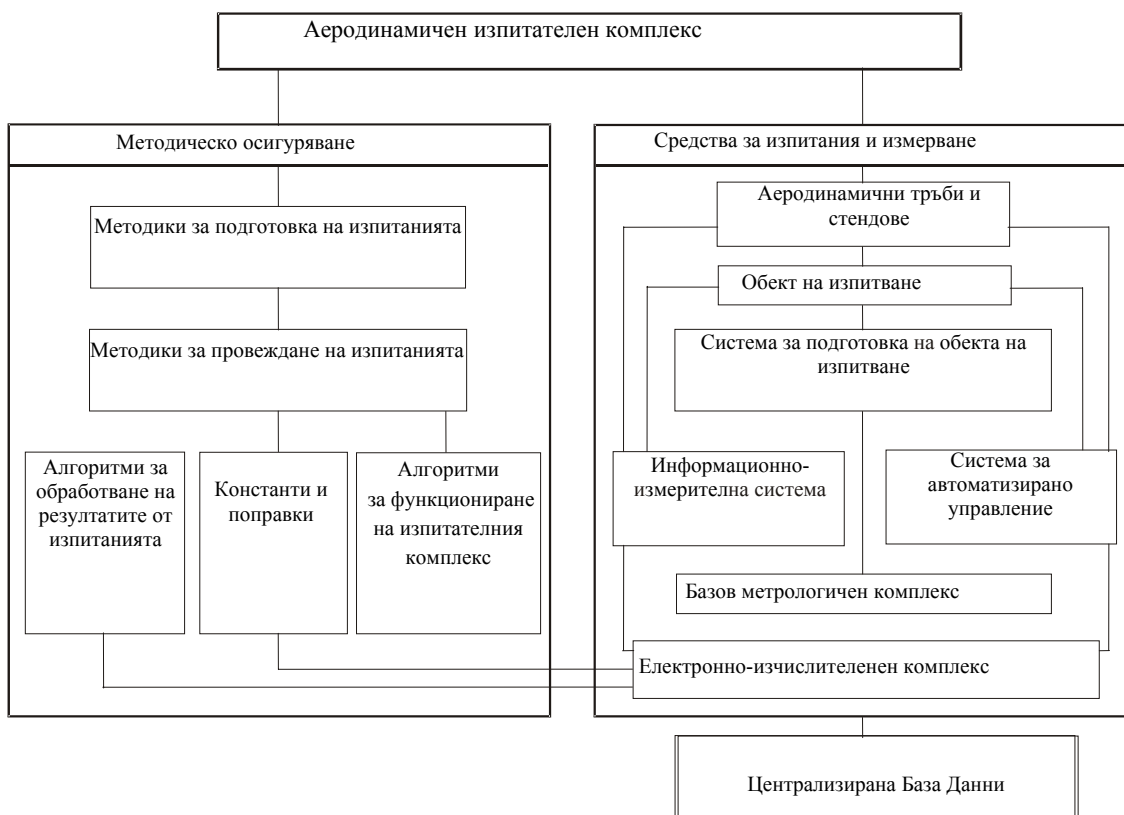 Аеродинамичен изпитателен комплекс
Методическо осигуряване
Методики за подготовка на изпитанията
Методики за провеждане на изпитанията
Алгоритми за
обработване на
резултатите от
изпитанията
Константи и
поправки
Алгоритми
за функциониране
на изпитателния
комплекс
Средства за изпитания и измерване
Аеродинамични тръби и
стендове
Обект на изпитване
Система за подготовка на обекта на
изпитване
Информационно-
измерителна система
Система за
автоматизирано
управление
Базов метрологичен комплекс
Електронно-изчислителенен комплекс
Централизирана База Данни